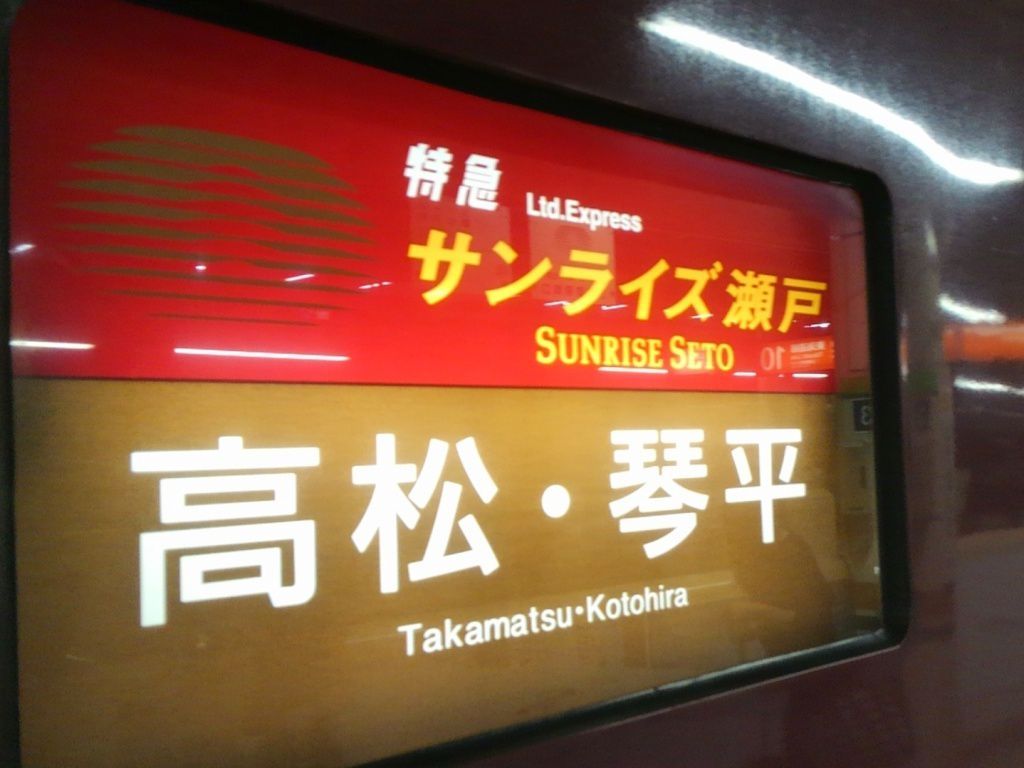 特急 Ltd.Express
サンライズ瀬戸
SUNRISE SETO
高松・琴平
Takamatsu・Kotohira